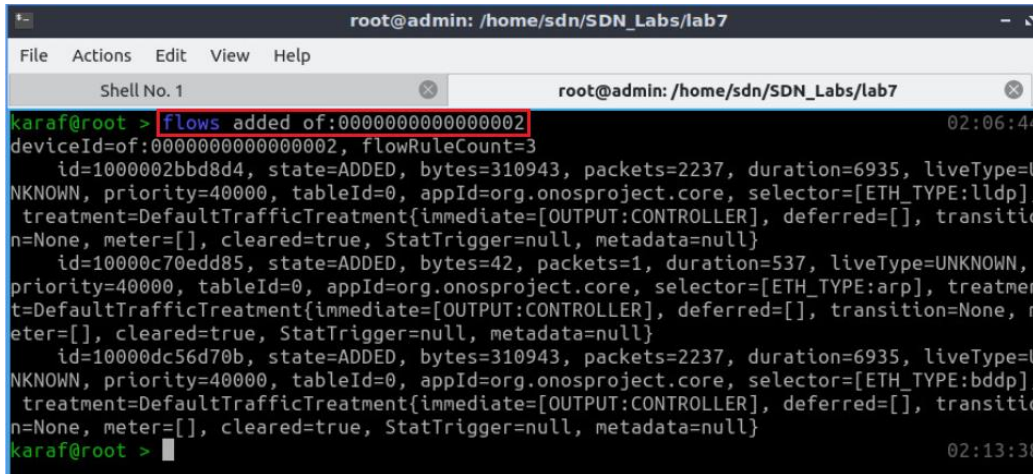 root@admin: /home/sdn/SDN_Labs/lab7
File Actions Edit View Help
Shell No. 1 root@admin: /home/sdn/SDN_Labs/lab7
karaf@root > flows added of:0000000000000002 02:06:44
deviceId=of:0000000000000002, flowRuleCount=3
id=1000002bbd8d4, state=ADDED, bytes=310943, packets=2237, duration=6935, liveType=U
NKNOWN, priority=40000, tableId=0, appId=org.onosproject.core, selector=[ETH_TYPE:lldp],
treatment=DefaultTrafficTreatment{immediate=[OUTPUT:CONTROLLER], deferred=[], transitio
n=None, meter=[], cleared=true, StatTrigger=null, metadata=null}
id=10000c70edd85, state=ADDED, bytes=42, packets=1, duration=537, liveType=UNKNOWN,
priority=40000, tableId=0, appId=org.onosproject.core, selector=[ETH_TYPE:arp], treatmen
t=DefaultTrafficTreatment{immediate=[OUTPUT:CONTROLLER], deferred=[], transition=None, m
eter=[], cleared=true, StatTrigger=null, metadata=null}
id=10000dc56d70b, state=ADDED, bytes=310943, packets=2237, duration=6935, liveType=U
NKNOWN, priority=40000, tableId=0, appId=org.onosproject.core, selector=[ETH_TYPE:bddp],
treatment=DefaultTrafficTreatment{immediate=[OUTPUT:CONTROLLER], deferred=[], transitio
n=None, meter=[], cleared=true, StatTrigger=null, metadata=null}
karaf@root >